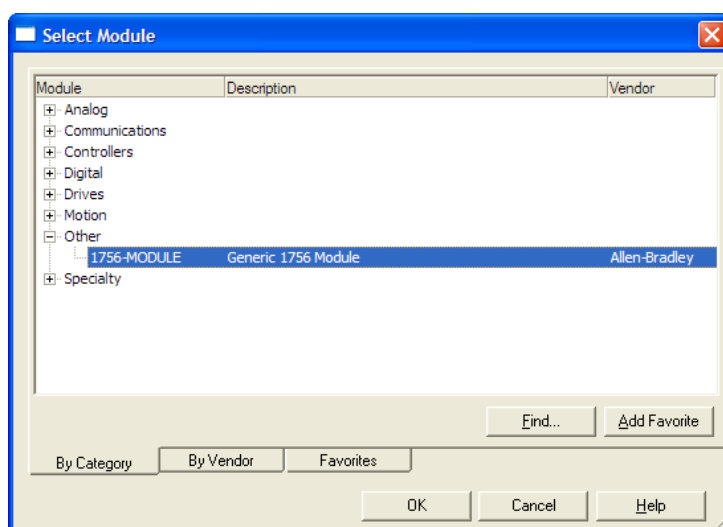 Select Module
Module Description Vendor
Analog
Communications
Controllers
Digital
Drives
Motion
Other
1756-MODULE Generic 1756 Module Allen-Bradley
Specialty
Find... Add Favorite
By Category By Vendor Favorites
OK Cancel Help